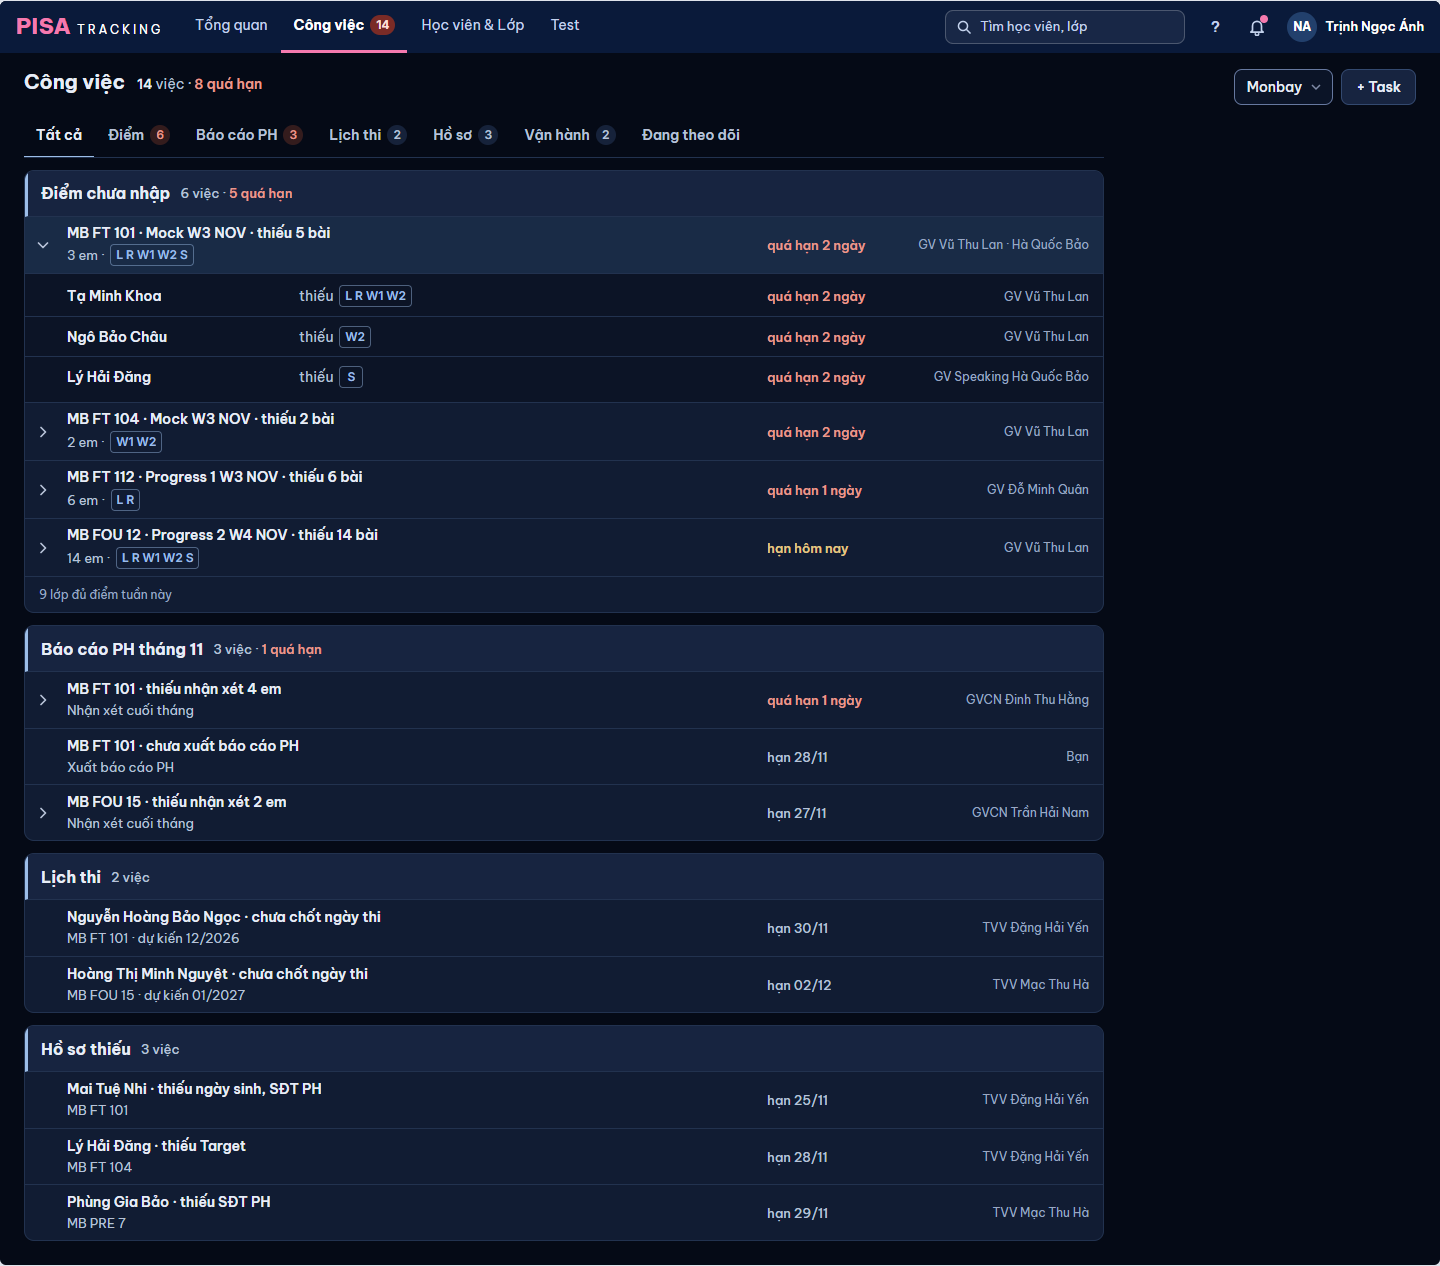 PISA TRACKING
Tổng quan
Công việc 14
Học viên & Lớp
Test
Tìm học viên, lớp
?
NA
Trịnh Ngọc Ánh
Công việc 14 việc · 8 quá hạn
Monbay
+ Task
Tất cả
Điểm 6
Báo cáo PH 3
Lịch thi 2
Hồ sơ 3
Vận hành 2
Đang theo dõi
Điểm chưa nhập 6 việc · 5 quá hạn
MB FT 101 · Mock W3 NOV · thiếu 5 bài
3 em · L R W1 W2 S
quá hạn 2 ngày
GV Vũ Thu Lan · Hà Quốc Bảo
Tạ Minh Khoa thiếu L R W1 W2 quá hạn 2 ngày GV Vũ Thu Lan
Ngô Bảo Châu thiếu W2 quá hạn 2 ngày GV Vũ Thu Lan
Lý Hải Đăng thiếu S quá hạn 2 ngày GV Speaking Hà Quốc Bảo
MB FT 104 · Mock W3 NOV · thiếu 2 bài
2 em · W1 W2
quá hạn 2 ngày
GV Vũ Thu Lan
MB FT 112 · Progress 1 W3 NOV · thiếu 6 bài
6 em · L R
quá hạn 1 ngày
GV Đỗ Minh Quân
MB FOU 12 · Progress 2 W4 NOV · thiếu 14 bài
14 em · L R W1 W2 S
hạn hôm nay
GV Vũ Thu Lan
9 lớp đủ điểm tuần này
Báo cáo PH tháng 11 3 việc · 1 quá hạn
MB FT 101 · thiếu nhận xét 4 em
Nhận xét cuối tháng
quá hạn 1 ngày
GVCN Đinh Thu Hằng
MB FT 101 · chưa xuất báo cáo PH
Xuất báo cáo PH
hạn 28/11
Bạn
MB FOU 15 · thiếu nhận xét 2 em
Nhận xét cuối tháng
hạn 27/11
GVCN Trần Hải Nam
Lịch thi 2 việc
Nguyễn Hoàng Bảo Ngọc · chưa chốt ngày thi
MB FT 101 · dự kiến 12/2026
hạn 30/11
TVV Đặng Hải Yến
Hoàng Thị Minh Nguyệt · chưa chốt ngày thi
MB FOU 15 · dự kiến 01/2027
hạn 02/12
TVV Mạc Thu Hà
Hồ sơ thiếu 3 việc
Mai Tuệ Nhi · thiếu ngày sinh, SĐT PH
MB FT 101
hạn 25/11
TVV Đặng Hải Yến
Lý Hải Đăng · thiếu Target
MB FT 104
hạn 28/11
TVV Đặng Hải Yến
Phùng Gia Bảo · thiếu SĐT PH
MB PRE 7
hạn 29/11
TVV Mạc Thu Hà